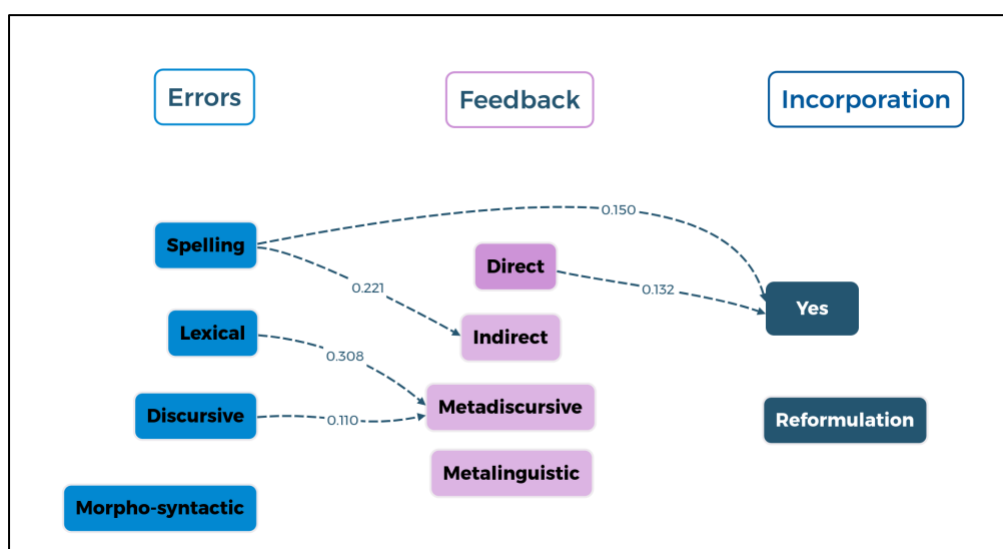 Errors
Feedback
Incorporation
Spelling
0.150
Direct
0.221
0.132
Yes
Lexical
Indirect
0.308
Discursive
0.110
Metadiscursive
Reformulation
Metalinguistic
Morpho-syntactic